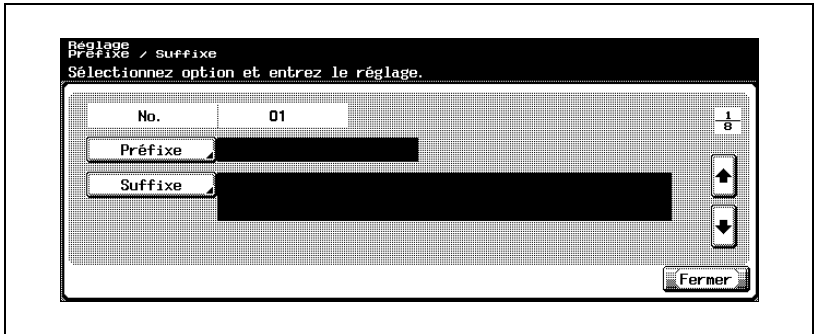 Réglage
Préfixe / Suffixe
Sélectionnez option et entrez le réglage.
No. 01
1
8
Préfixe
Suffixe
Fermer